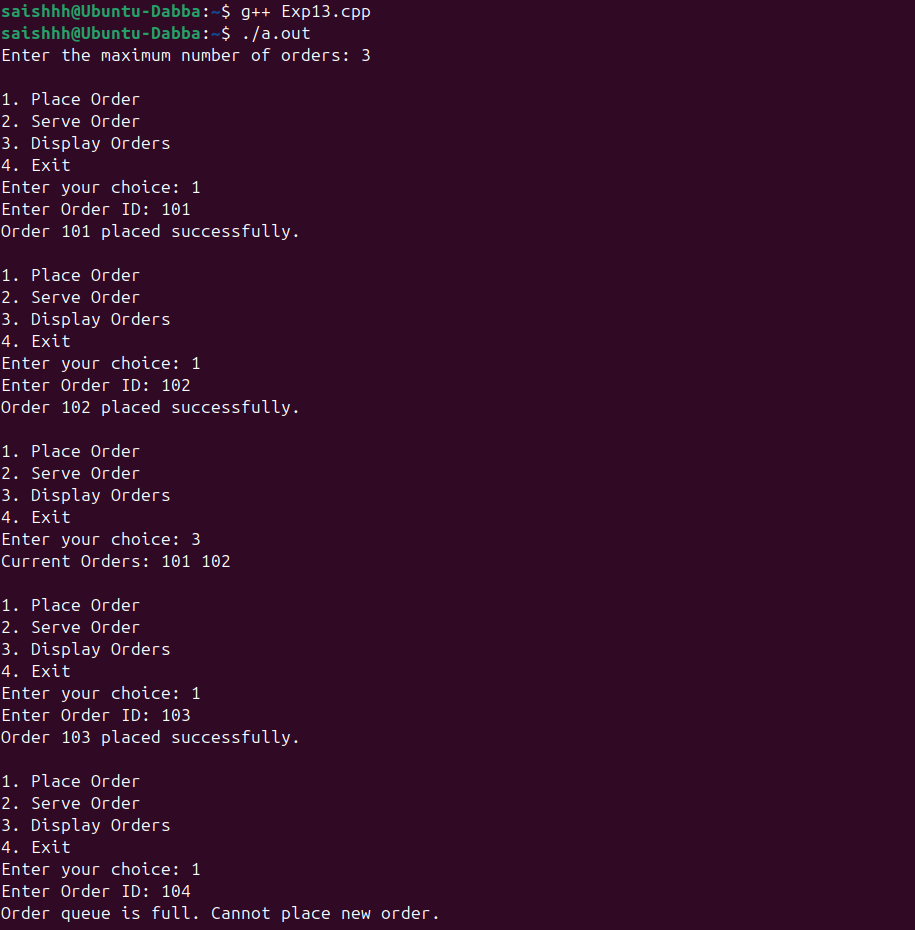 saishhh@Ubuntu-Dabba:~$ g++ Exp13.cpp
saishhh@Ubuntu-Dabba:~$ ./a.out
Enter the maximum number of orders: 3

1. Place Order
2. Serve Order
3. Display Orders
4. Exit
Enter your choice: 1
Enter Order ID: 101
Order 101 placed successfully.

1. Place Order
2. Serve Order
3. Display Orders
4. Exit
Enter your choice: 1
Enter Order ID: 102
Order 102 placed successfully.

1. Place Order
2. Serve Order
3. Display Orders
4. Exit
Enter your choice: 3
Current Orders: 101 102

1. Place Order
2. Serve Order
3. Display Orders
4. Exit
Enter your choice: 1
Enter Order ID: 103
Order 103 placed successfully.

1. Place Order
2. Serve Order
3. Display Orders
4. Exit
Enter your choice: 1
Enter Order ID: 104
Order queue is full. Cannot place new order.